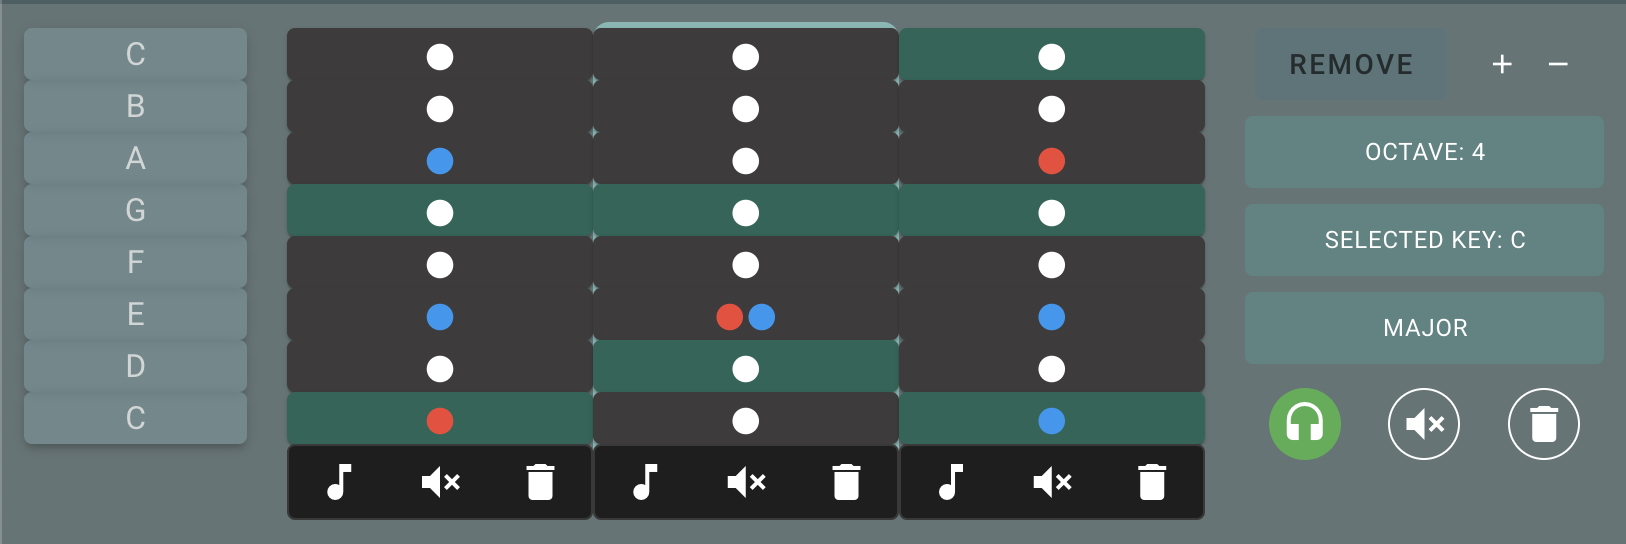 C
B
A
G
F
E
D
C
REMOVE + −
OCTAVE: 4
SELECTED KEY: C
MAJOR